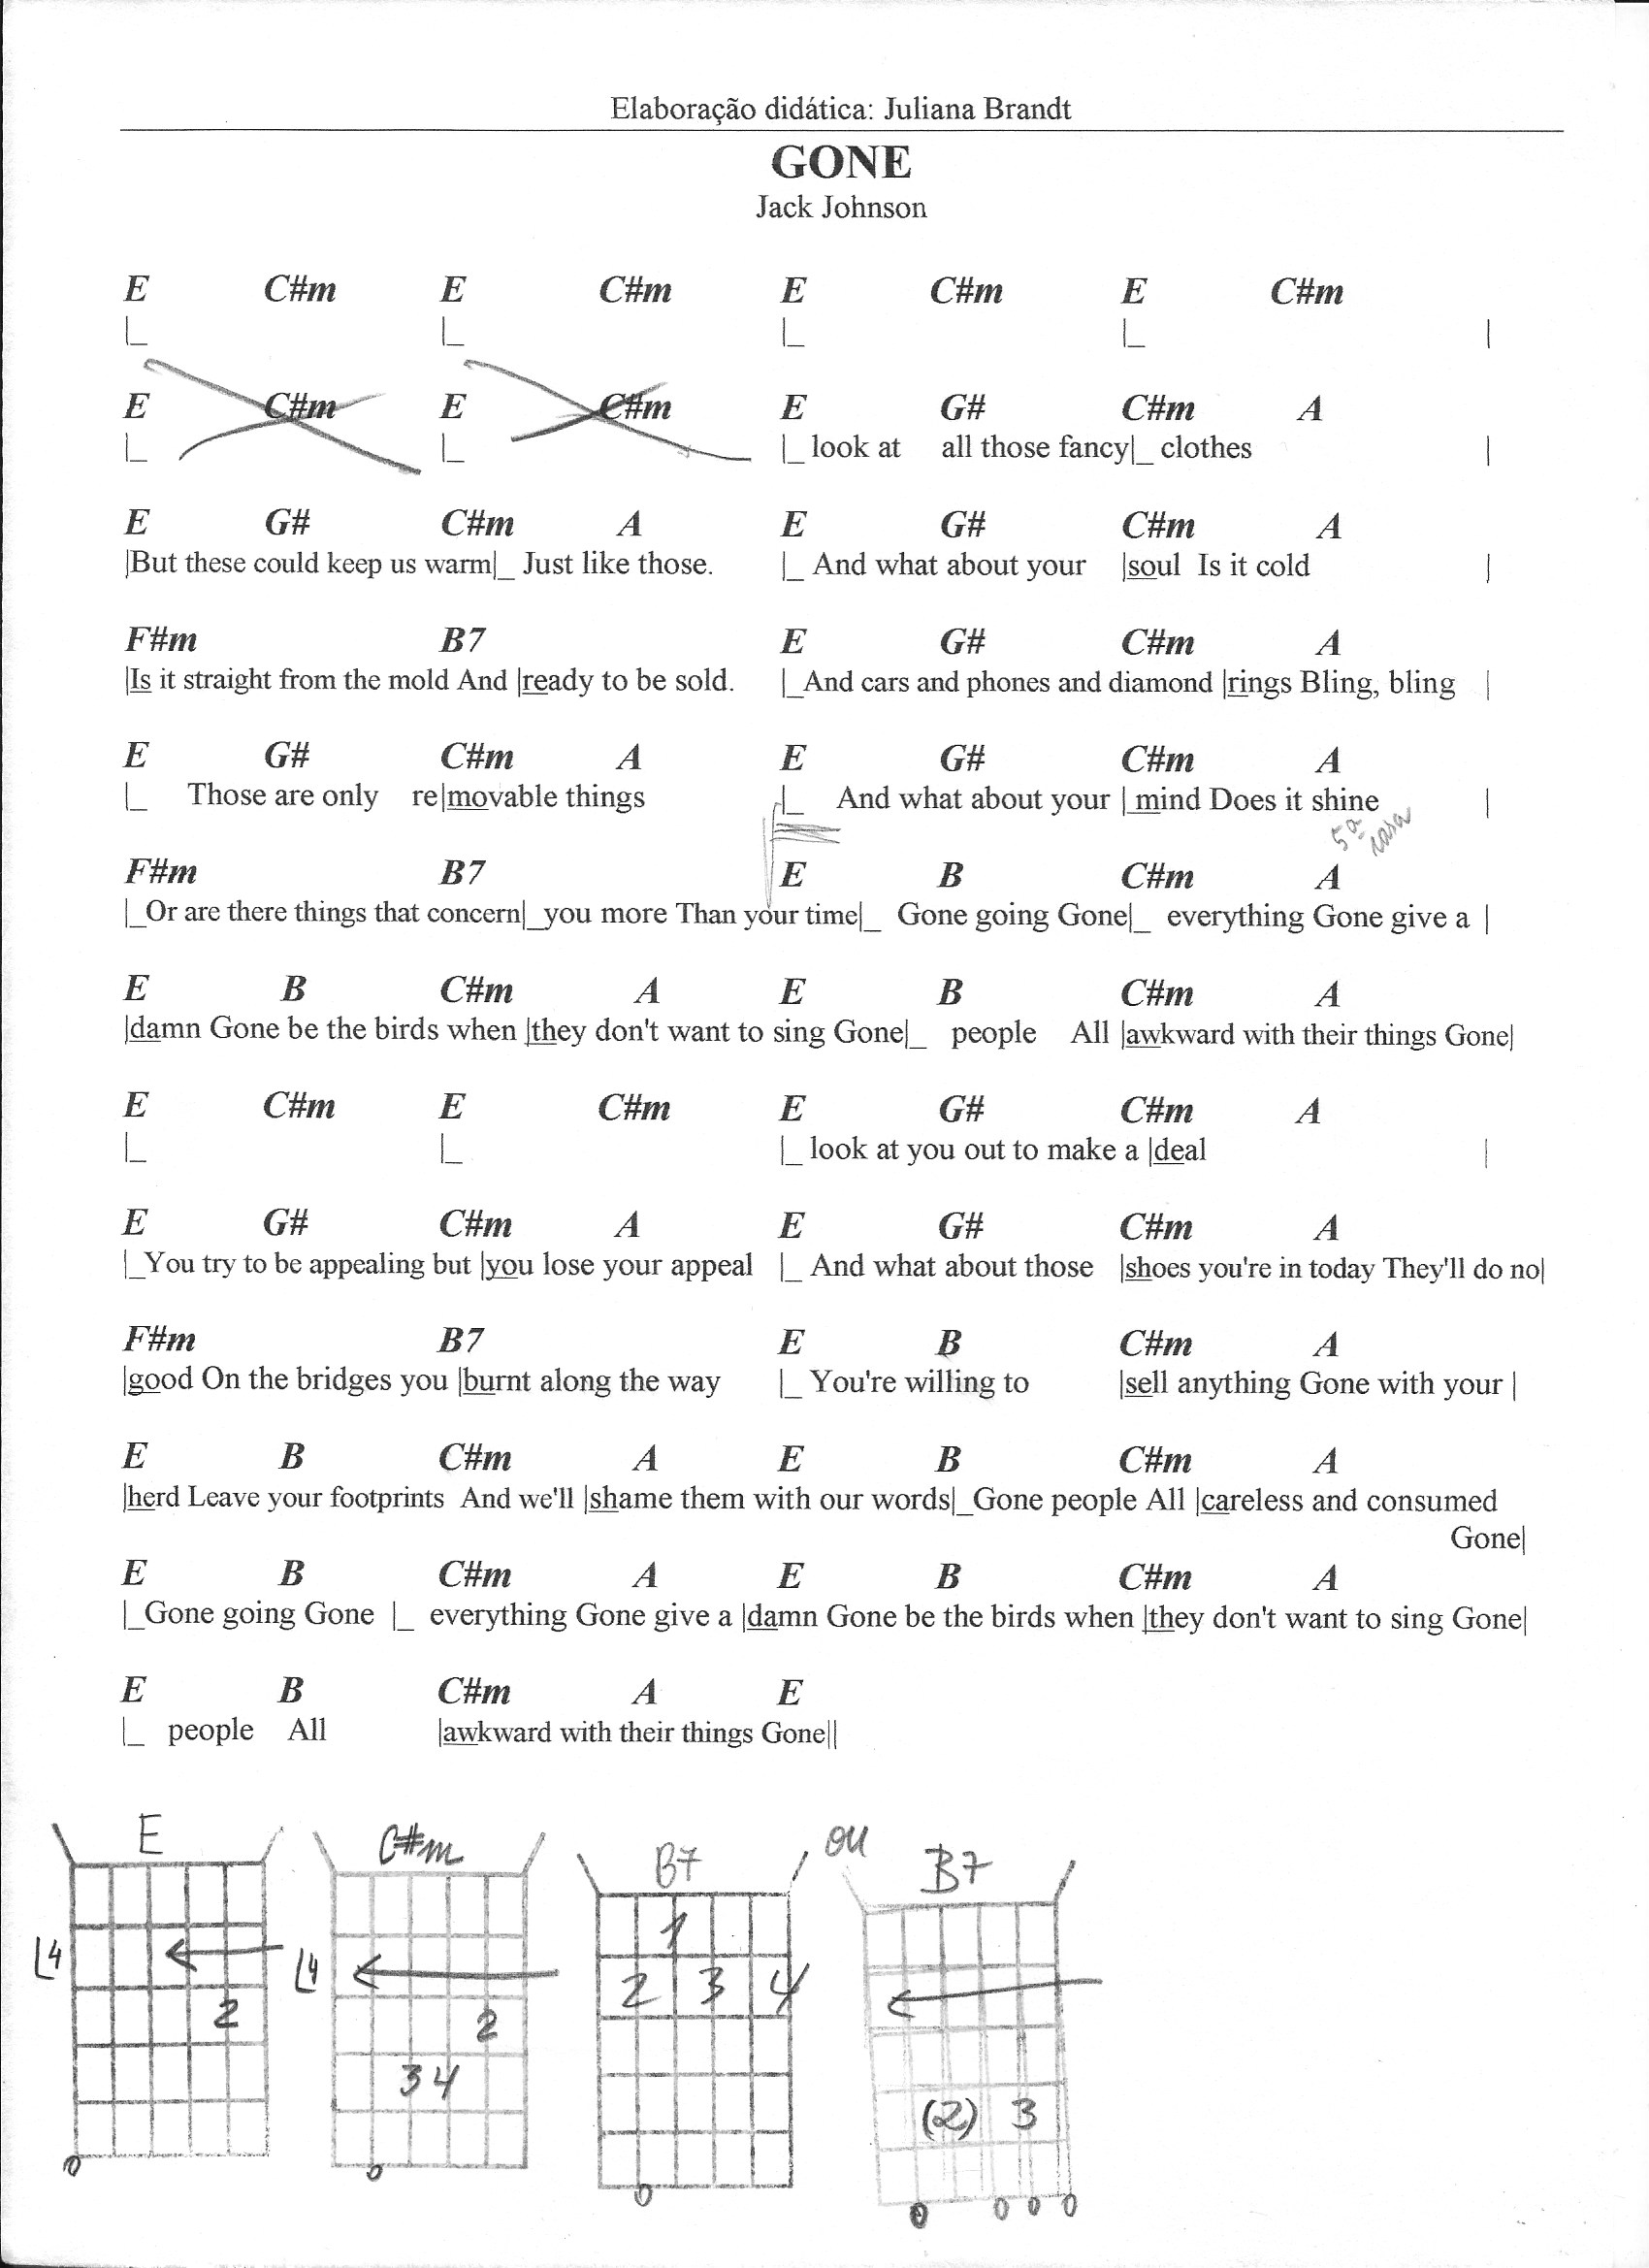 Elaboração didática: Juliana Brandt
GONE
Jack Johnson
E C#m E C#m E C#m E C#m
|_ |_ |_ |_ |
E C#m E C#m E G# C#m A
|_ |_ |_ look at all those fancy|_ clothes |
E G# C#m A E G# C#m A
|But these could keep us warm|_ Just like those. |_ And what about your |soul Is it cold |
F#m B7 E G# C#m A
|Is it straight from the mold And |ready to be sold. |_And cars and phones and diamond |rings Bling, bling |
E G# C#m A E G# C#m A
|_ Those are only re|movable things |_ And what about your |_mind Does it shine |
5ª casa
F#m B7 E B C#m A
|_Or are there things that concern|_you more Than your time|_ Gone going Gone|_ everything Gone give a |
E B C#m A E B C#m A
|damn Gone be the birds when |they don't want to sing Gone|_ people All |awkward with their things Gone|
E C#m E C#m E G# C#m A
|_ |_ |_ look at you out to make a |deal |
E G# C#m A E G# C#m A
|_You try to be appealing but |you lose your appeal |_ And what about those |shoes you're in today They'll do no|
F#m B7 E B C#m A
|good On the bridges you |burnt along the way |_ You're willing to |sell anything Gone with your |
E B C#m A E B C#m A
|herd Leave your footprints And we'll |shame them with our words|_Gone people All |careless and consumed
Gone|
E B C#m A E B C#m A
|_Gone going Gone |_ everything Gone give a |damn Gone be the birds when |they don't want to sing Gone|
E B C#m A E
|_ people All |awkward with their things Gone||
E C#m B7 ou B7
1
L4 L4 2 3 4
2 2
3 4 (2) 3
0 0 0 0 0 0 0